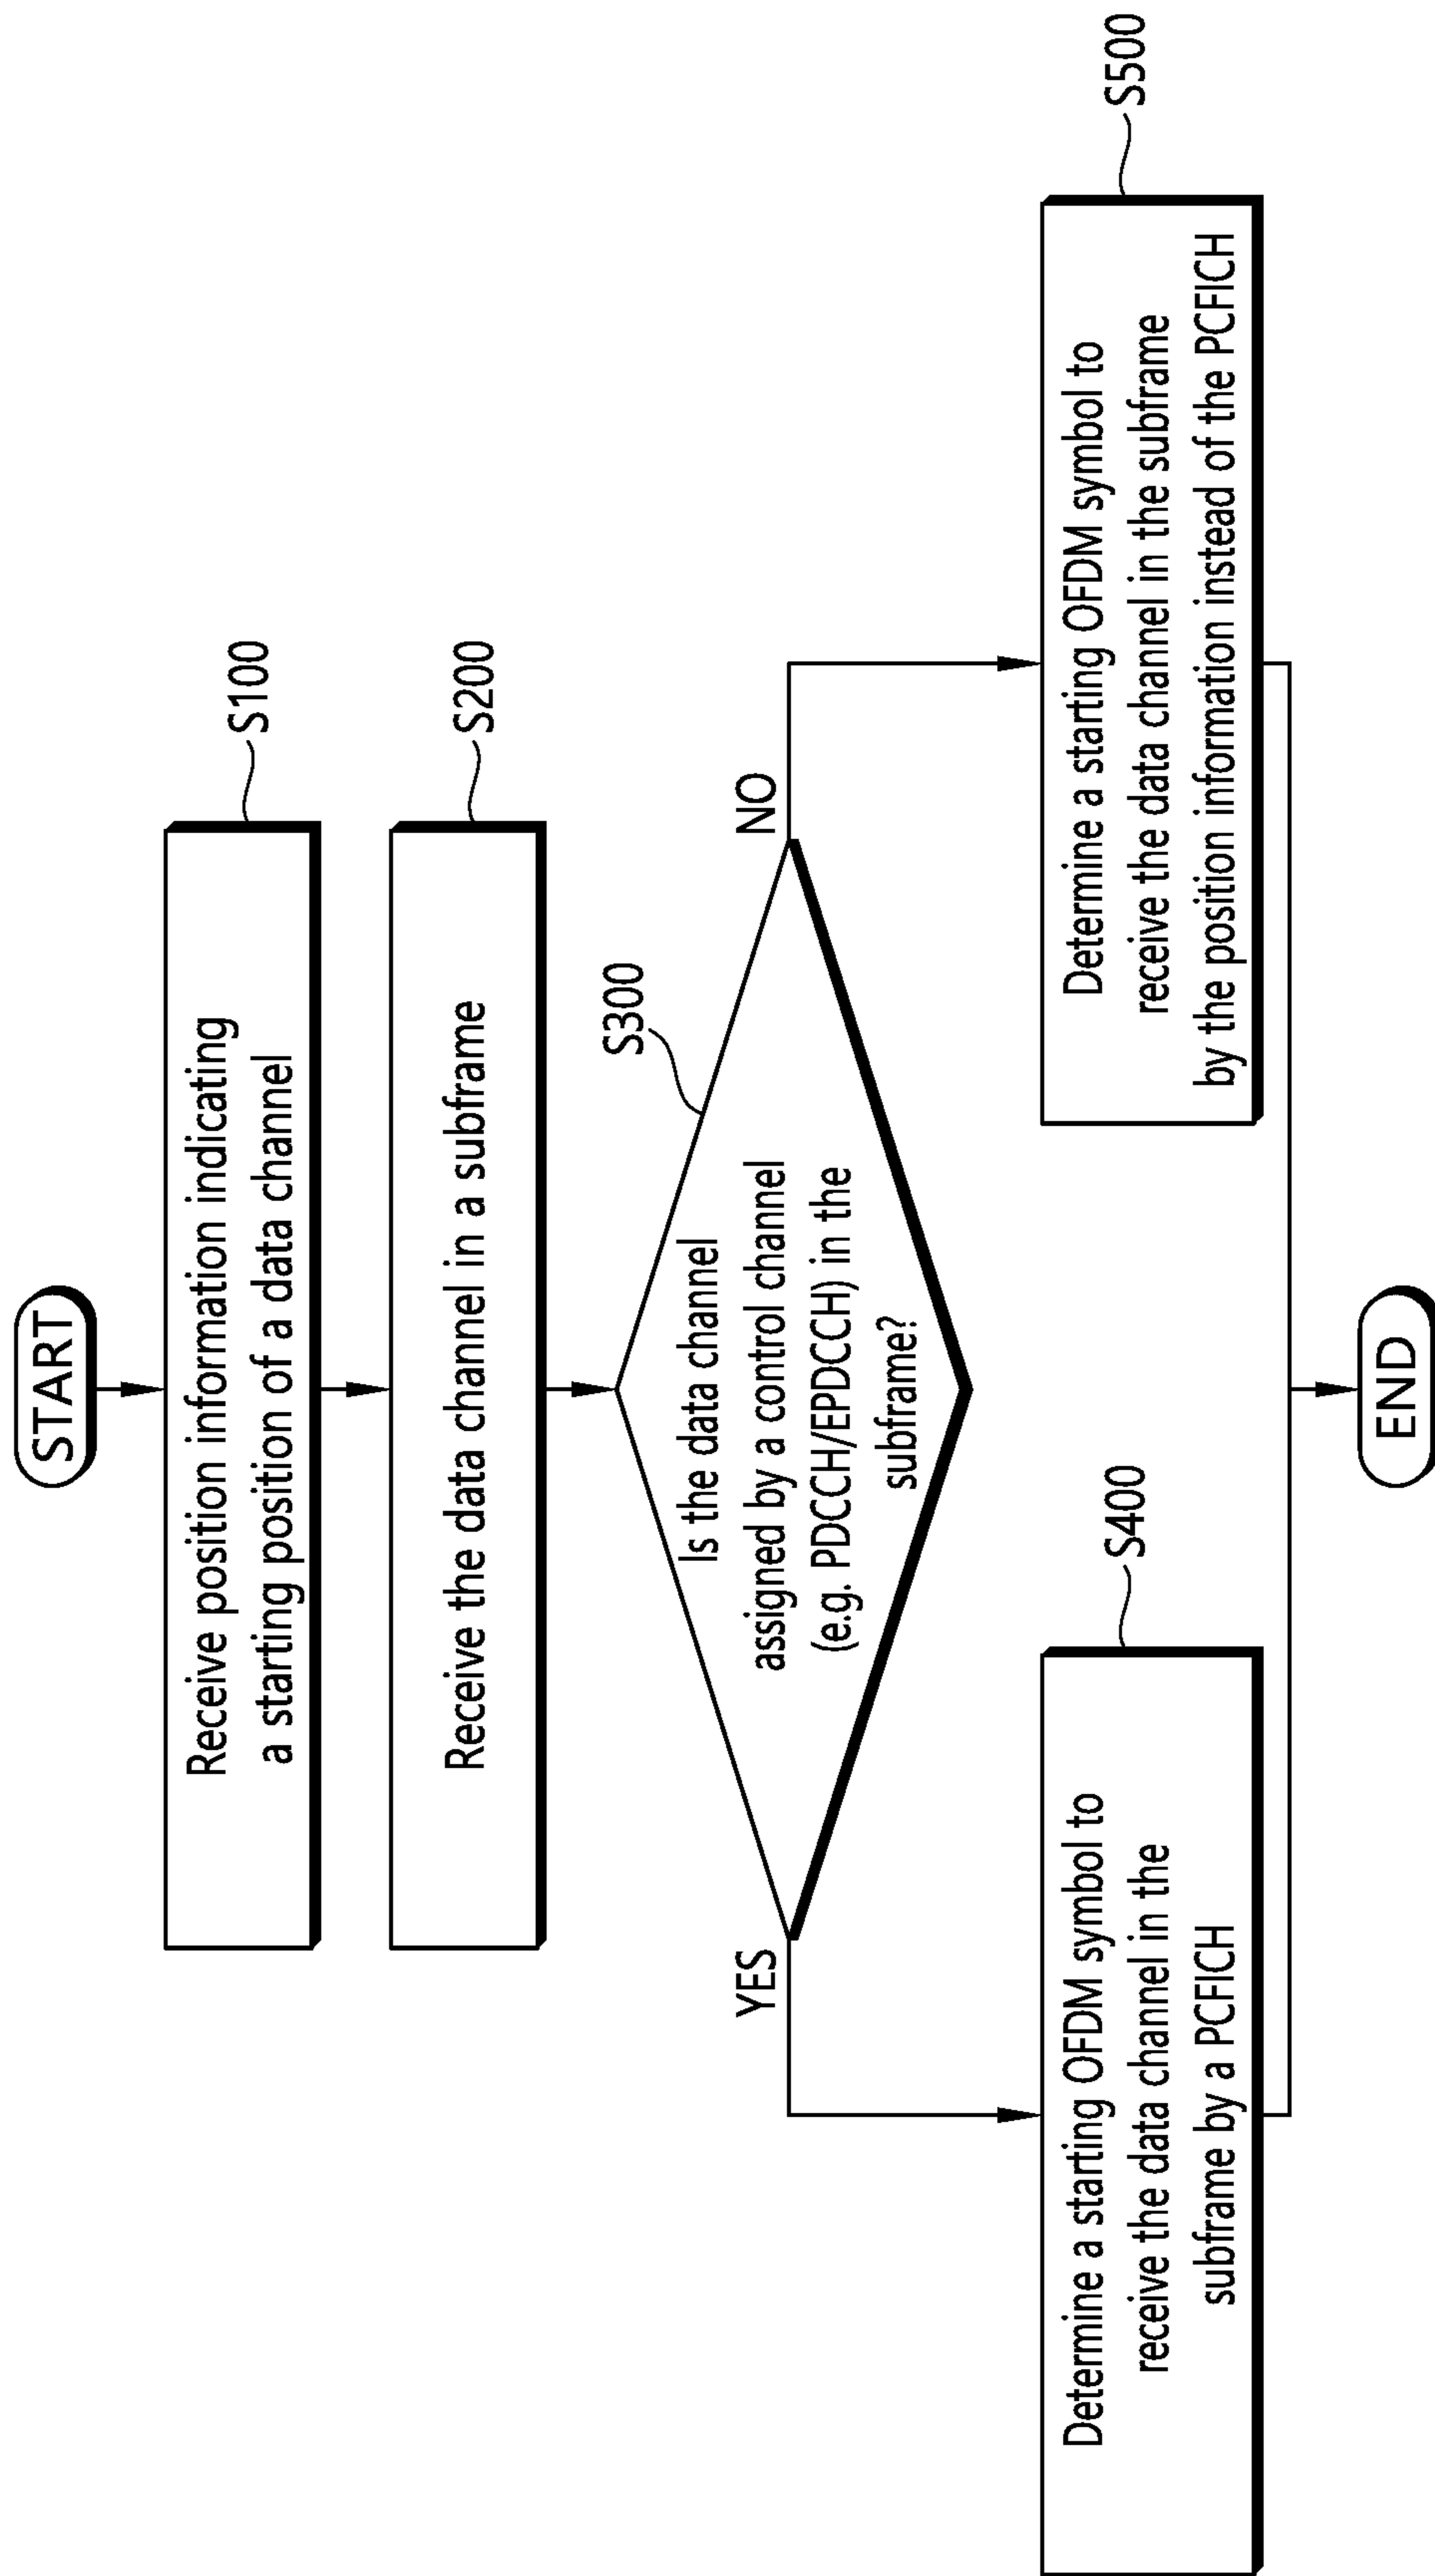 START
Receive position information indicating
a starting position of a data channel
S100
Receive the data channel in a subframe
S200
S300
Is the data channel
assigned by a control channel
(e.g. PDCCH/EPDCCH) in the
subframe?
YES
NO
Determine a starting OFDM symbol to
receive the data channel in the
subframe by a PCFICH
S400
Determine a starting OFDM symbol to
receive the data channel in the subframe
by the position information instead of the PCFICH
S500
END